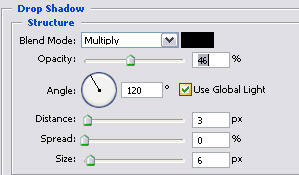 Drop Shadow
Structure
Blend Mode: Multiply
Opacity: 46 %
Angle: 120 ° Use Global Light
Distance: 3 px
Spread: 0 %
Size: 6 px